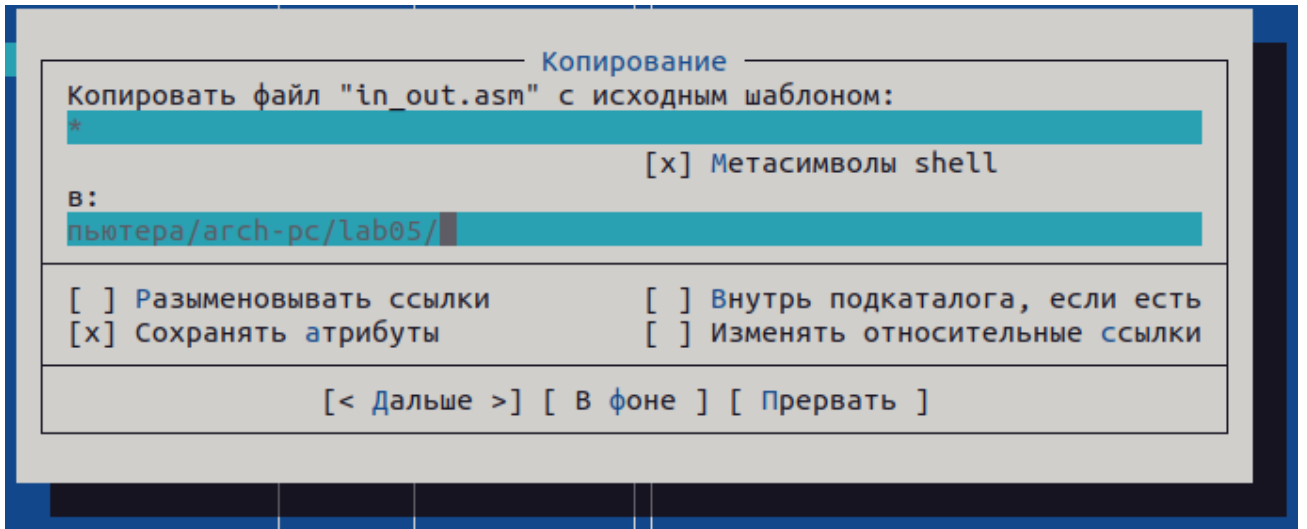 Копирование
Копировать файл "in_out.asm" с исходным шаблоном:
*
[x] Метасимволы shell
в:
пьютера/arch-pc/lab05/
[ ] Разыменовывать ссылки [ ] Внутрь подкаталога, если есть
[x] Сохранять атрибуты [ ] Изменять относительные ссылки
[< Дальше >] [ В фоне ] [ Прервать ]